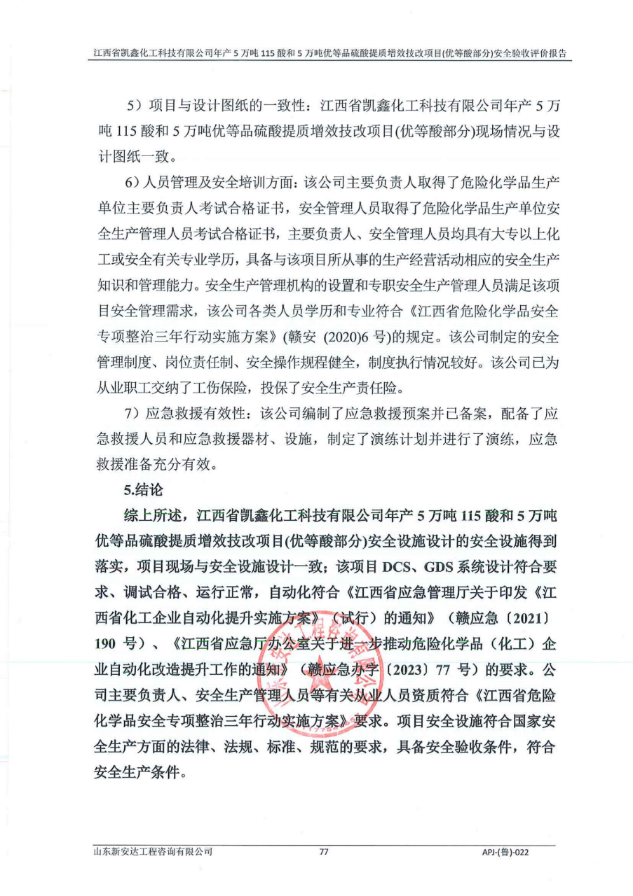 江西省凯鑫化工科技有限公司年产 5 万吨 115 酸和 5 万吨优等品硫酸提质增效技改项目(优等酸部分)安全验收评价报告
5）项目与设计图纸的一致性：江西省凯鑫化工科技有限公司年产 5 万
吨 115 酸和 5 万吨优等品硫酸提质增效技改项目(优等酸部分)现场情况与设
计图纸一致。
6）人员管理及安全培训方面：该公司主要负责人取得了危险化学品生产
单位主要负责人考试合格证书，安全管理人员取得了危险化学品生产单位安
全生产管理人员考试合格证书，主要负责人、安全管理人员均具有大专以上化
工或安全有关专业学历，具备与该项目所从事的生产经营活动相应的安全生产
知识和管理能力。安全生产管理机构的设置和专职安全生产管理人员满足该项
目安全管理需求，该公司各类人员学历和专业符合《江西省危险化学品安全
专项整治三年行动实施方案》(赣安 (2020)6 号)的规定。该公司制定的安全
管理制度、岗位责任制、安全操作规程健全，制度执行情况较好。该公司已为
从业职工交纳了工伤保险，投保了安全生产责任险。
7）应急救援有效性：该公司编制了应急救援预案并已备案，配备了应
急救援人员和应急救援器材、设施，制定了演练计划并进行了演练，应急
救援准备充分有效。
5.结论
综上所述，江西省凯鑫化工科技有限公司年产 5 万吨 115 酸和 5 万吨
优等品硫酸提质增效技改项目(优等酸部分)安全设施设计的安全设施得到
落实，项目现场与安全设施设计一致；该项目 DCS、GDS 系统设计符合要
求、调试合格、运行正常，自动化符合《江西省应急管理厅关于印发《江
西省化工企业自动化提升实施方案》（试行）的通知》（赣应急〔2021〕
190 号）、《江西省应急厅办公室关于进一步推动危险化学品（化工）企
业自动化改造提升工作的通知》（赣应急办字〔2023〕77 号）的要求。公
司主要负责人、安全生产管理人员等有关从业人员资质符合《江西省危险
化学品安全专项整治三年行动实施方案》要求。项目安全设施符合国家安
全生产方面的法律、法规、标准、规范的要求，具备安全验收条件，符合
安全生产条件。
山东新安达工程咨询有限公司
77
APJ-(鲁)-022